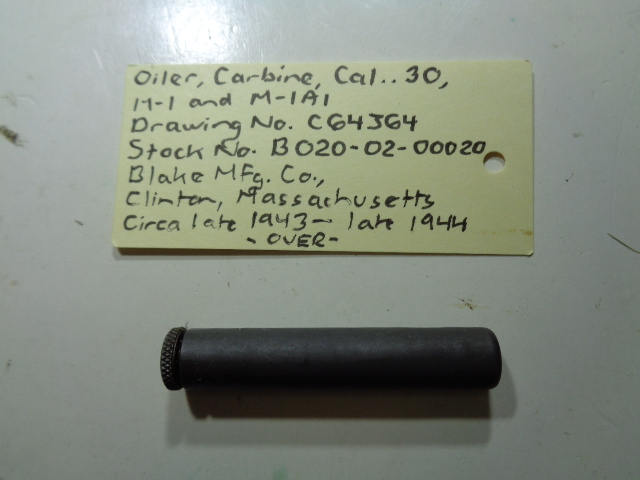 Oiler, Carbine, Cal.. 30,
M-1 and M-1A1
Drawing No. C64364
Stock No. B020-02-00020
Blake MFg. Co.,
Clinton, Massachusetts
Circa late 1943- late 1944
- OVER -